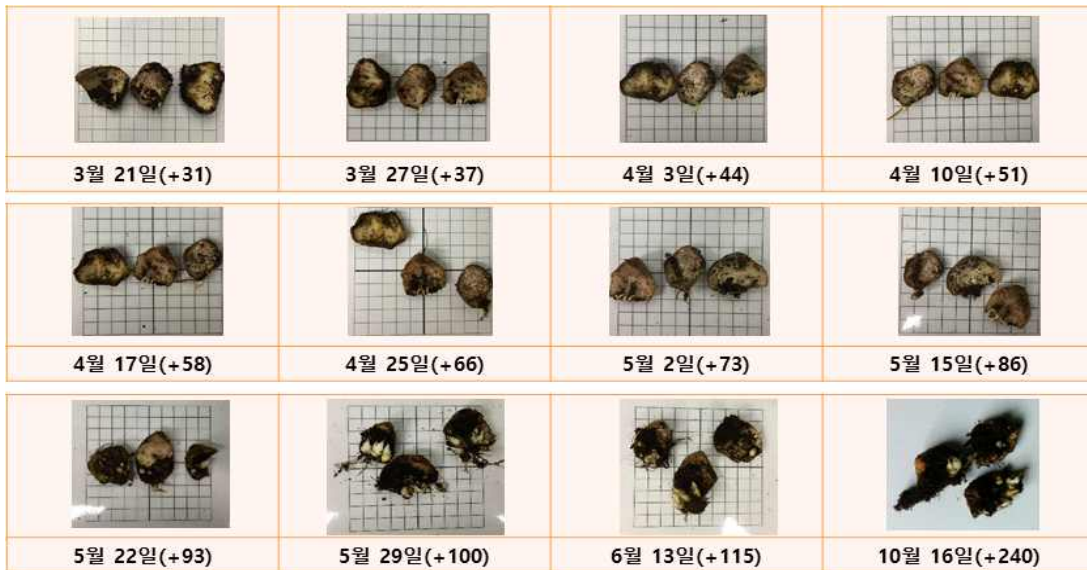 3월 21일(+31)
3월 27일(+37)
4월 3일(+44)
4월 10일(+51)
4월 17일(+58)
4월 25일(+66)
5월 2일(+73)
5월 15일(+86)
5월 22일(+93)
5월 29일(+100)
6월 13일(+115)
10월 16일(+240)